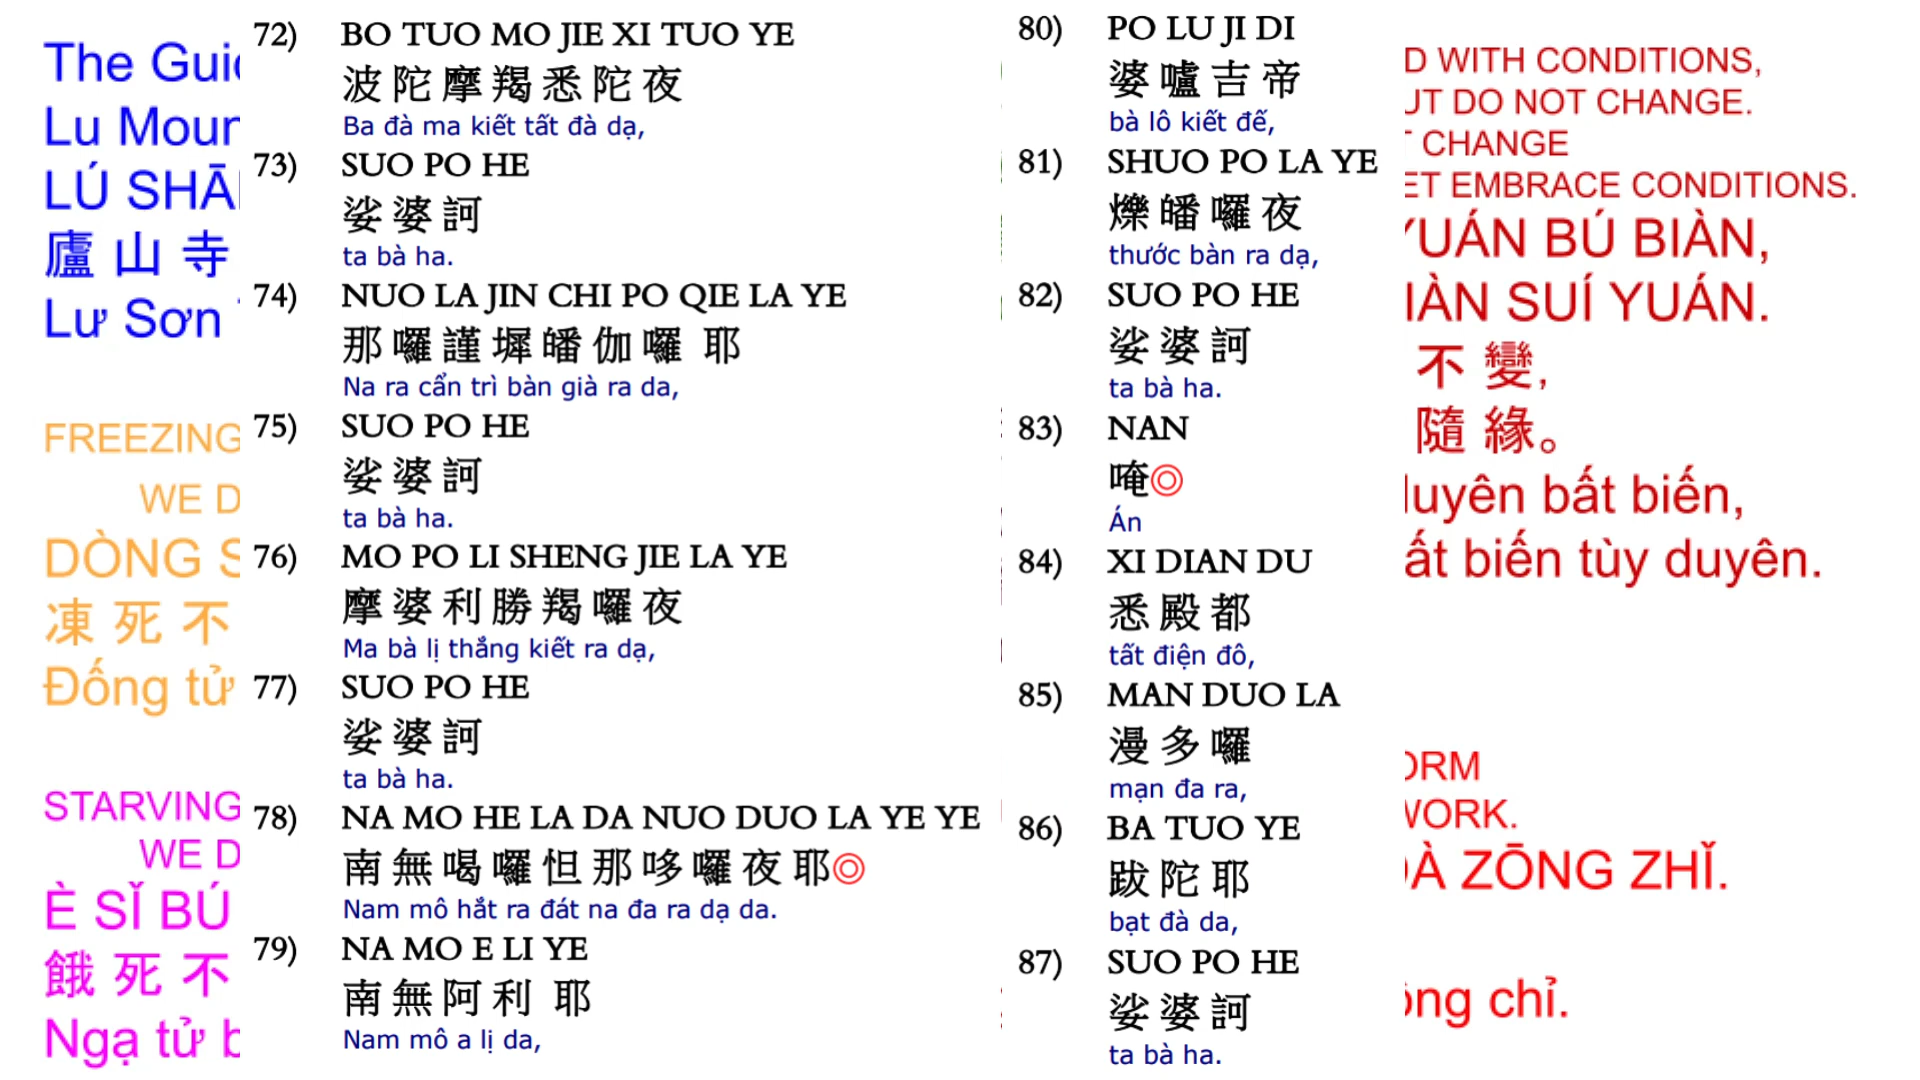 The Guid
Lu Moun
LÚ SHĀ
廬 山 寺
Lư Sơn
FREEZING
WE D
DÒNG S
凍 死 不
Đống tử
STARVING
WE D
È SǏ BÚ
餓 死 不
Ngạ tử b
72) BO TUO MO JIE XI TUO YE
波 陀 摩 羯 悉 陀 夜
Ba đà ma kiết tất đà dạ,
73) SUO PO HE
娑 婆 訶
ta bà ha.
74) NUO LA JIN CHI PO QIE LA YE
那 囉 謹 墀 皤 伽 囉 耶
Na ra cẩn trì bàn già ra da,
75) SUO PO HE
娑 婆 訶
ta bà ha.
76) MO PO LI SHENG JIE LA YE
摩 婆 利 勝 羯 囉 夜
Ma bà lị thắng kiết ra dạ,
77) SUO PO HE
娑 婆 訶
ta bà ha.
78) NA MO HE LA DA NUO DUO LA YE YE
南 無 喝 囉 怛 那 哆 囉 夜 耶◎
Nam mô hắt ra đát na đa ra dạ da.
79) NA MO E LI YE
南 無 阿 利 耶
Nam mô a lị da,
80) PO LU JI DI
婆 嚧 吉 帝
bà lô kiết đế,
81) SHUO PO LA YE
爍 皤 囉 夜
thước bàn ra dạ,
82) SUO PO HE
娑 婆 訶
ta bà ha.
83) NAN
唵◎
Án
84) XI DIAN DU
悉 殿 都
tất điện đô,
85) MAN DUO LA
漫 多 囉
mạn đa ra,
86) BA TUO YE
跋 陀 耶
bạt đà da,
87) SUO PO HE
娑 婆 訶
ta bà ha.
D WITH CONDITIONS,
UT DO NOT CHANGE.
CHANGE
ET EMBRACE CONDITIONS.
YUÁN BÚ BIÀN,
IÀN SUÍ YUÁN.
不 變,
隨 緣。
duyên bất biến,
ất biến tùy duyên.
ORM
WORK.
DÀ ZŌNG ZHǏ.
ông chỉ.